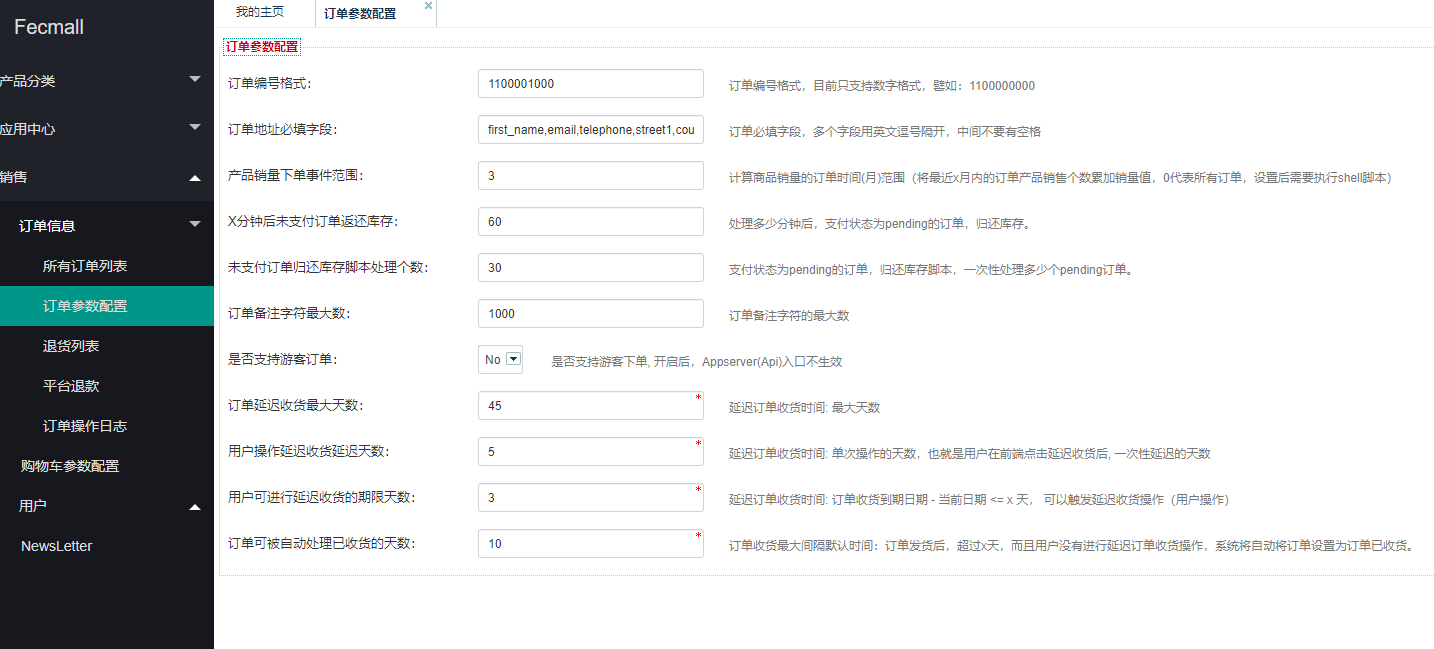 Fecmall
产品分类
应用中心
销售
订单信息
所有订单列表
订单参数配置
退货列表
平台退款
订单操作日志
购物车参数配置
用户
NewsLetter
我的主页
订单参数配置
订单参数配置
订单编号格式: 1100001000 订单编号格式，目前只支持数字格式，譬如：1100000000
订单地址必填字段: first_name,email,telephone,street1,cou 订单必填字段，多个字段用英文逗号隔开，中间不要有空格
产品销量下单事件范围: 3 计算商品销量的订单时间(月)范围（将最近x月内的订单产品销售个数累加销量值，0代表所有订单，设置后需要执行shell脚本）
X分钟后未支付订单返还库存: 60 处理多少分钟后，支付状态为pending的订单，归还库存。
未支付订单归还库存脚本处理个数: 30 支付状态为pending的订单，归还库存脚本，一次性处理多少个pending订单。
订单备注字符最大数: 1000 订单备注字符的最大数
是否支持游客订单: No 是否支持游客下单, 开启后，Appserver(Api)入口不生效
订单延迟收货最大天数: 45 * 延迟订单收货时间: 最大天数
用户操作延迟收货延迟天数: 5 * 延迟订单收货时间: 单次操作的天数，也就是用户在前端点击延迟收货后, 一次性延迟的天数
用户可进行延迟收货的期限天数: 3 * 延迟订单收货时间: 订单收货到期日期 - 当前日期 <= x 天， 可以触发延迟收货操作（用户操作）
订单可被自动处理已收货的天数: 10 * 订单收货最大间隔默认时间：订单发货后，超过x天，而且用户没有进行延迟订单收货操作，系统将自动将订单设置为订单已收货。